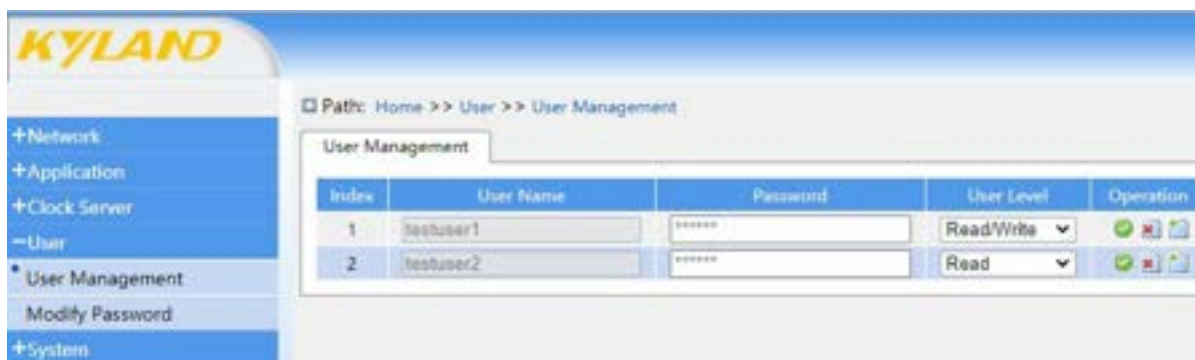 KYLAND
Path: Home >> User >> User Management
+Network
+Application
+Clock Server
−User
User Management
Modify Password
+System
User Management
Index User Name Password User Level Operation
1 testuser1 ****** Read/Write
2 testuser2 ****** Read